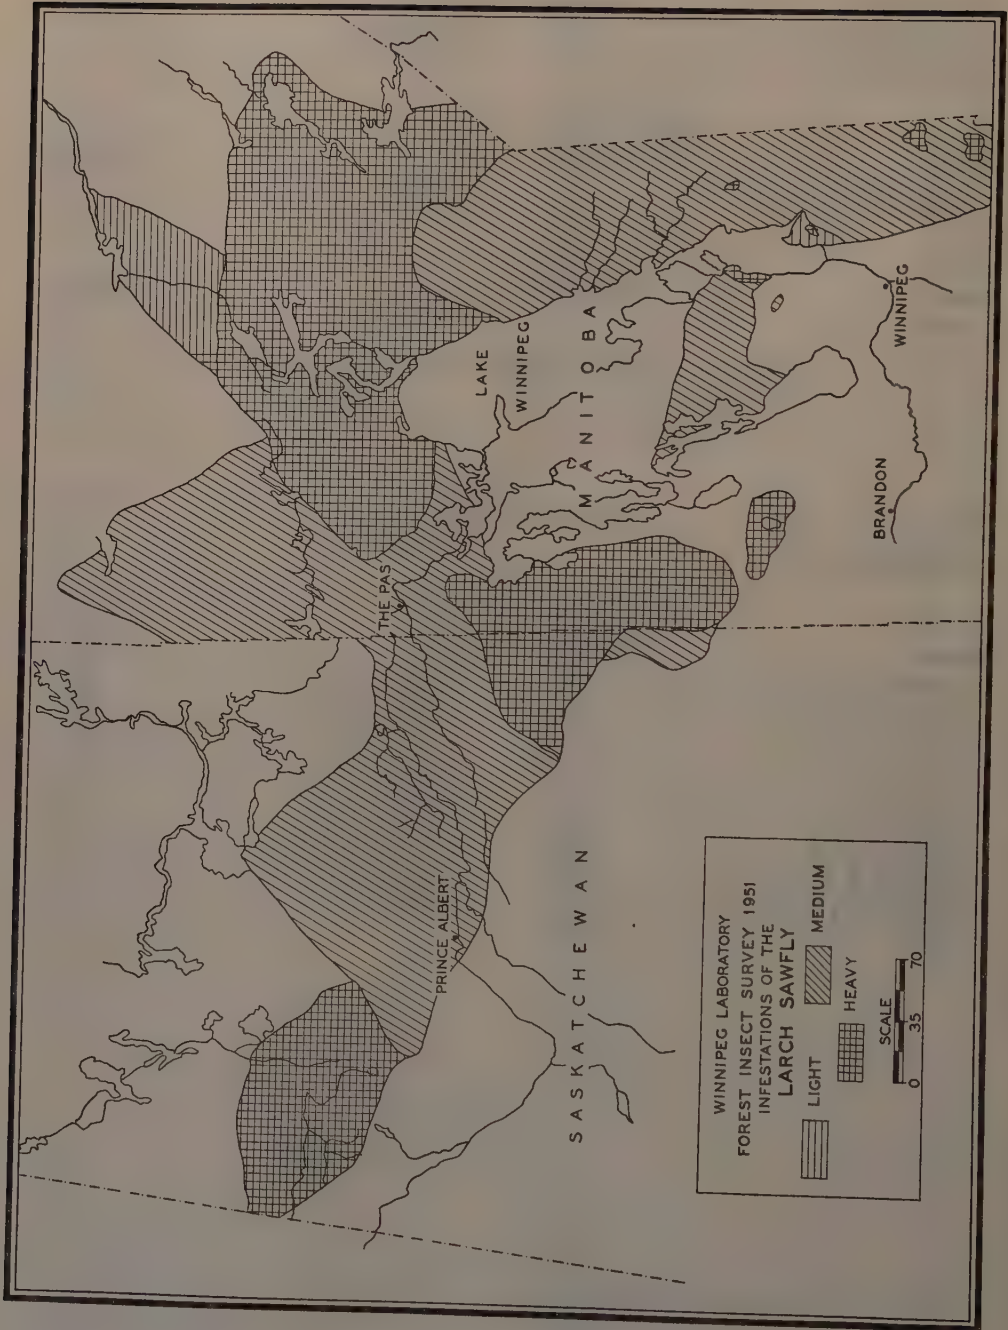 THE PAS
LAKE
WINNIPEG
MANITOBA
PRINCE ALBERT
SASKATCHEWAN
BRANDON
WINNIPEG
WINNIPEG LABORATORY
FOREST INSECT SURVEY 1951
INFESTATIONS OF THE
LARCH SAWFLY
LIGHT MEDIUM
HEAVY
SCALE
0 35 70